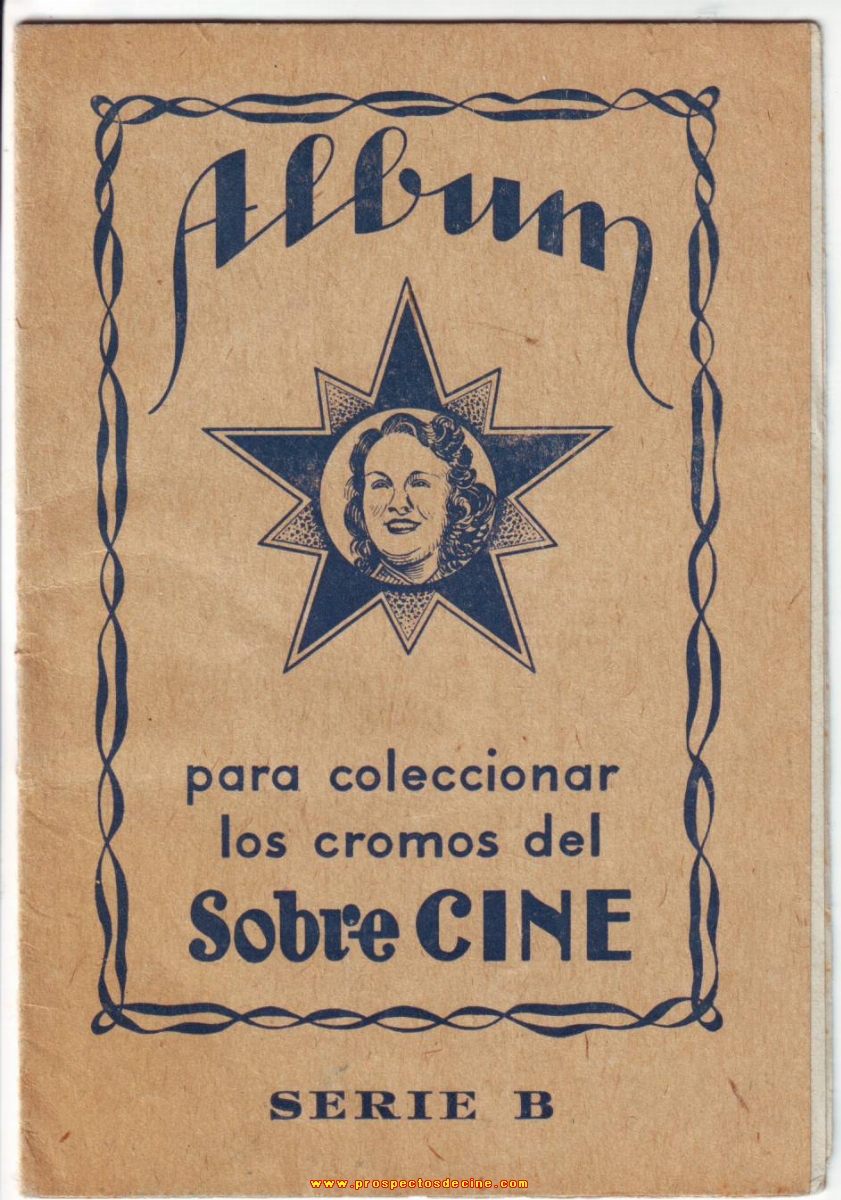 Album
para coleccionar
los cromos del
Sobre CINE
SERIE B
www.prospectosdecine.com